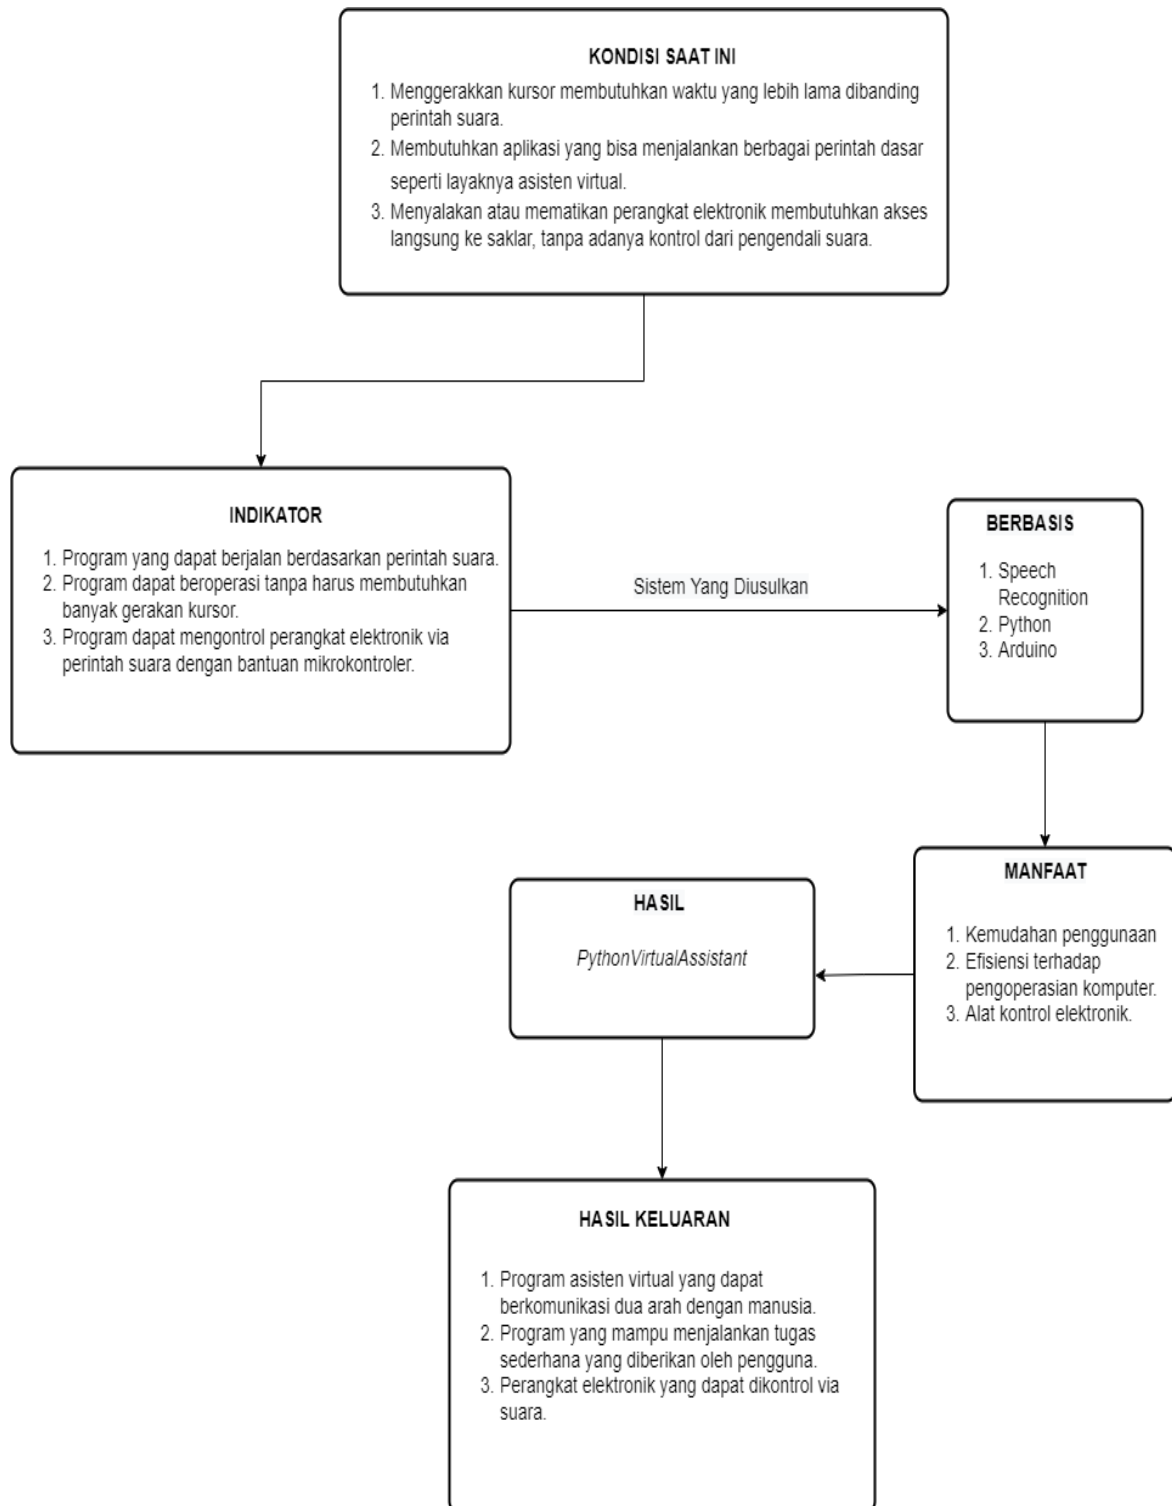 KONDISI SAAT INI
1. Menggerakkan kursor membutuhkan waktu yang lebih lama dibanding
perintah suara.
2. Membutuhkan aplikasi yang bisa menjalankan berbagai perintah dasar
seperti layaknya asisten virtual.
3. Menyalakan atau mematikan perangkat elektronik membutuhkan akses
langsung ke saklar, tanpa adanya kontrol dari pengendali suara.
INDIKATOR
1. Program yang dapat berjalan berdasarkan perintah suara.
2. Program dapat beroperasi tanpa harus membutuhkan
banyak gerakan kursor.
3. Program dapat mengontrol perangkat elektronik via
perintah suara dengan bantuan mikrokontroler.
Sistem Yang Diusulkan
BERBASIS
1. Speech
Recognition
2. Python
3. Arduino
MANFAAT
1. Kemudahan penggunaan
2. Efisiensi terhadap
pengoperasian komputer.
3. Alat kontrol elektronik.
HASIL
PythonVirtualAssistant
HASIL KELUARAN
1. Program asisten virtual yang dapat
berkomunikasi dua arah dengan manusia.
2. Program yang mampu menjalankan tugas
sederhana yang diberikan oleh pengguna.
3. Perangkat elektronik yang dapat dikontrol via
suara.